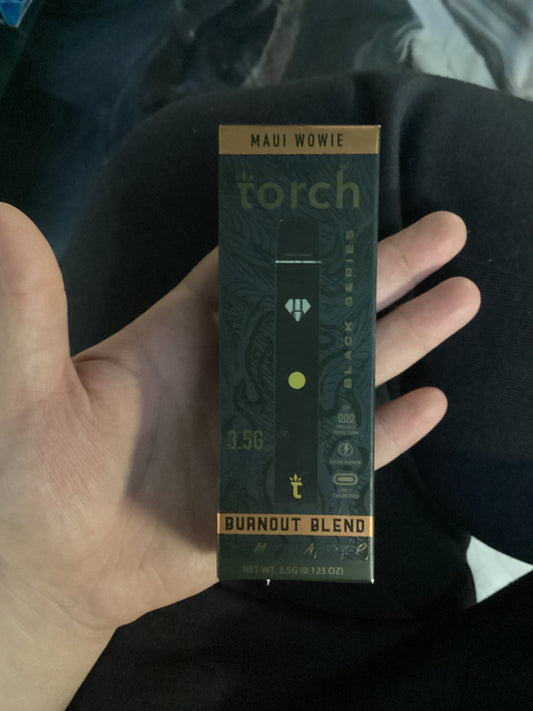 MAUI WOWIE
torch
BLACK SERIES
3.5G
t
BURNOUT BLEND
NET WT. 3.5G (0.123 OZ)